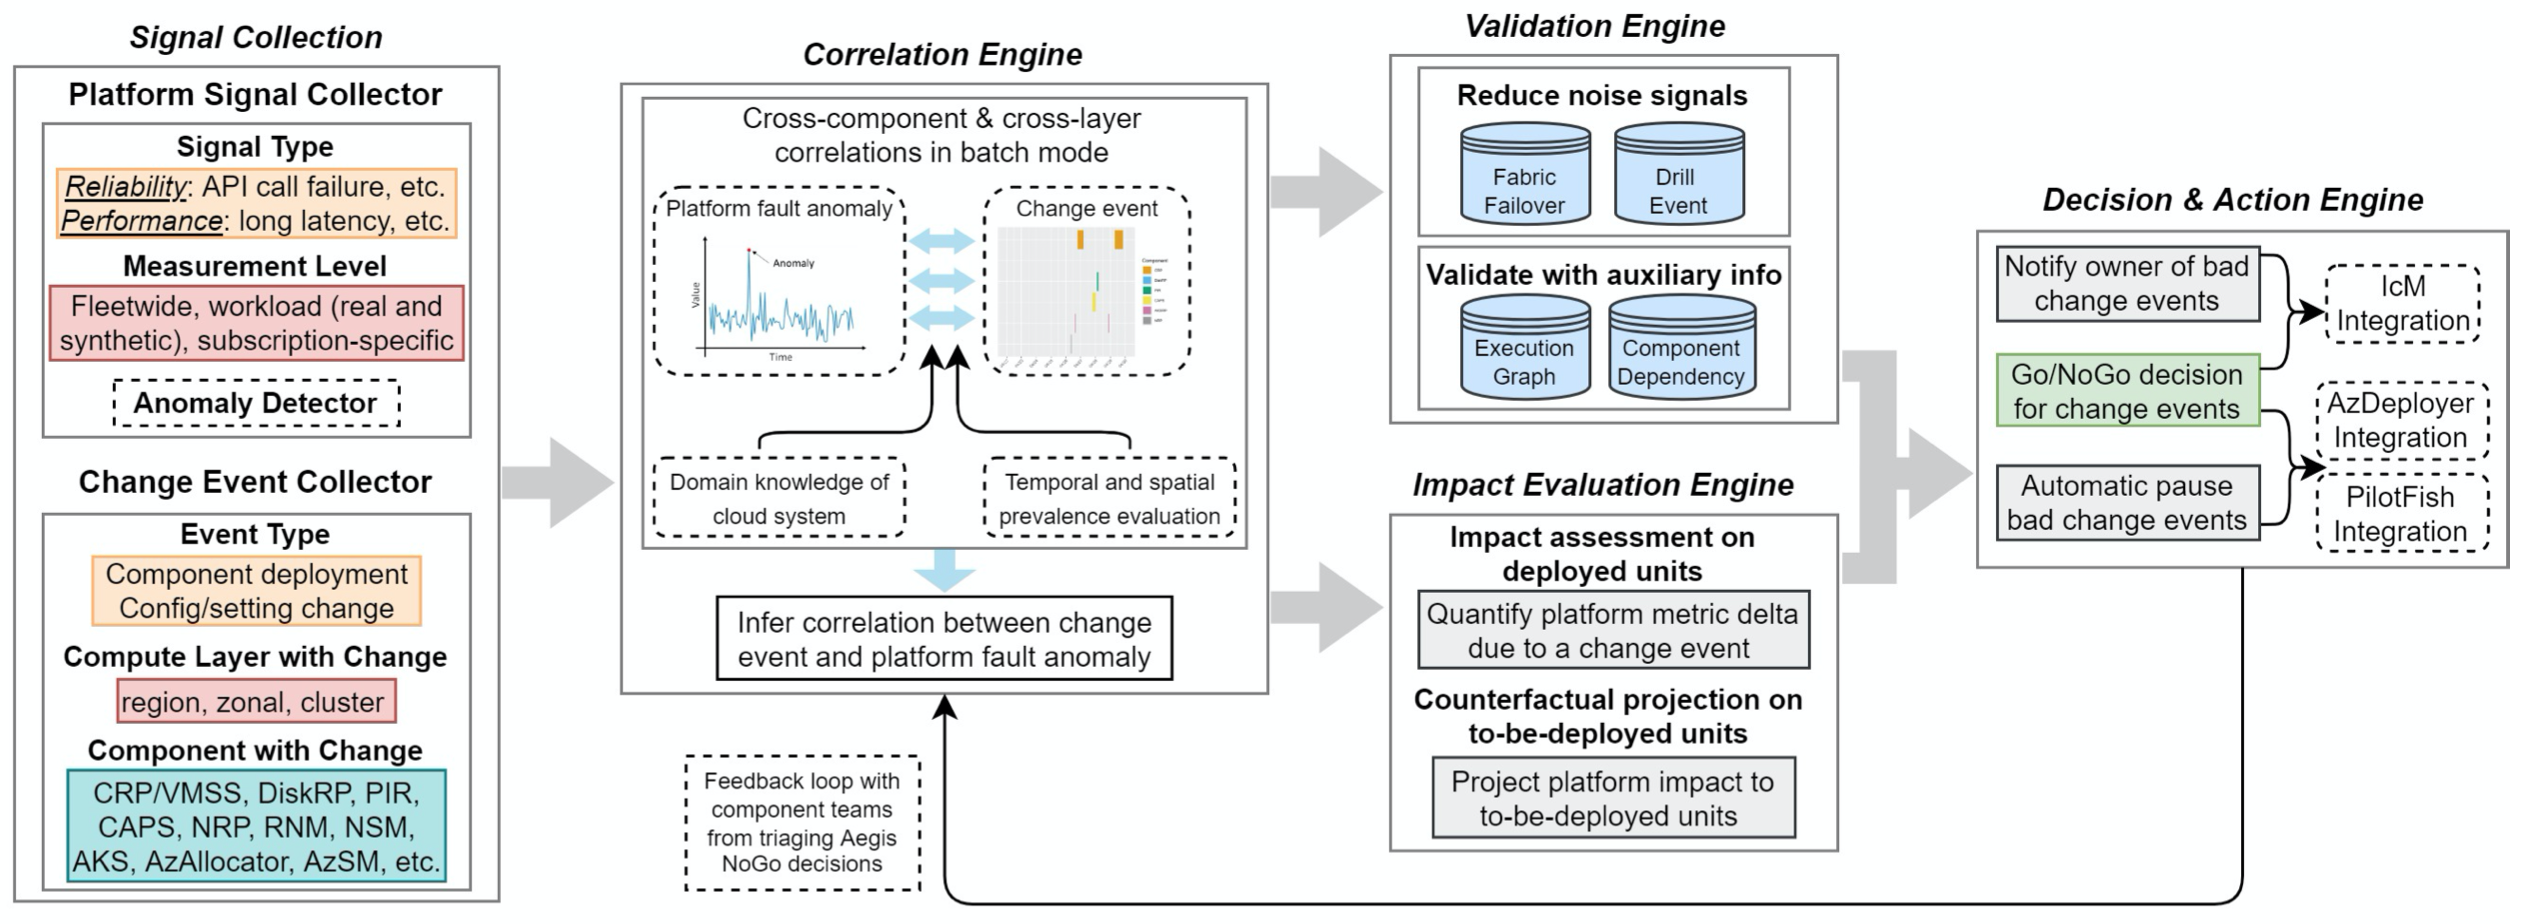 Signal Collection
Platform Signal Collector
Signal Type
Reliability: API call failure, etc.
Performance: long latency, etc.
Measurement Level
Fleetwide, workload (real and
synthetic), subscription-specific
Anomaly Detector
Change Event Collector
Event Type
Component deployment
Config/setting change
Compute Layer with Change
region, zonal, cluster
Component with Change
CRP/VMSS, DiskRP, PIR,
CAPS, NRP, RNM, NSM,
AKS, AzAllocator, AzSM, etc.
Correlation Engine
Cross-component & cross-layer
correlations in batch mode
Platform fault anomaly
Anomaly
Value
Time
Change event
Component
Domain knowledge of
cloud system
Temporal and spatial
prevalence evaluation
Infer correlation between change
event and platform fault anomaly
Feedback loop with
component teams
from triaging Aegis
NoGo decisions
Validation Engine
Reduce noise signals
Fabric
Failover
Drill
Event
Validate with auxiliary info
Execution
Graph
Component
Dependency
Impact Evaluation Engine
Impact assessment on
deployed units
Quantify platform metric delta
due to a change event
Counterfactual projection on
to-be-deployed units
Project platform impact to
to-be-deployed units
Decision & Action Engine
Notify owner of bad
change events
Go/NoGo decision
for change events
Automatic pause
bad change events
IcM
Integration
AzDeployer
Integration
PilotFish
Integration